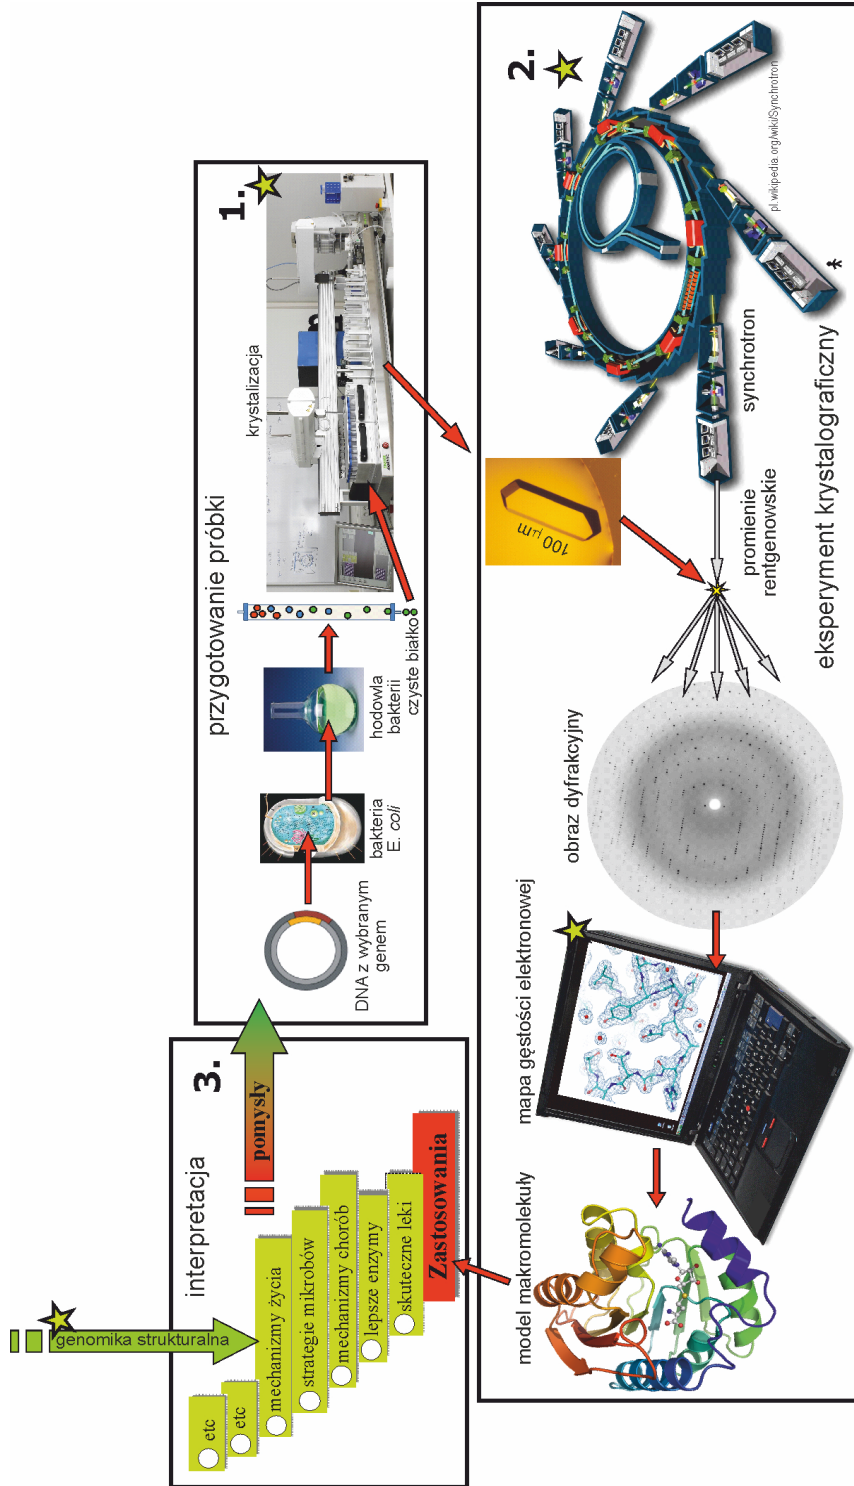 genomika strukturalna
interpretacja
3.
etc
etc
mechanizmy życia
strategie mikrobów
mechanizmy chorób
lepsze enzymy
skuteczne leki
Zastosowania
pomysły
przygotowanie próbki
1.
DNA z wybranym
genem
bakteria
E. coli
hodowla
bakterii
czyste białko
krystalizacja
2.
pl.wikipedia.org/wiki/Synchrotron
synchrotron
100 µm
promienie
rentgenowskie
eksperyment krystalograficzny
obraz dyfrakcyjny
mapa gęstości elektronowej
model makromolekuły